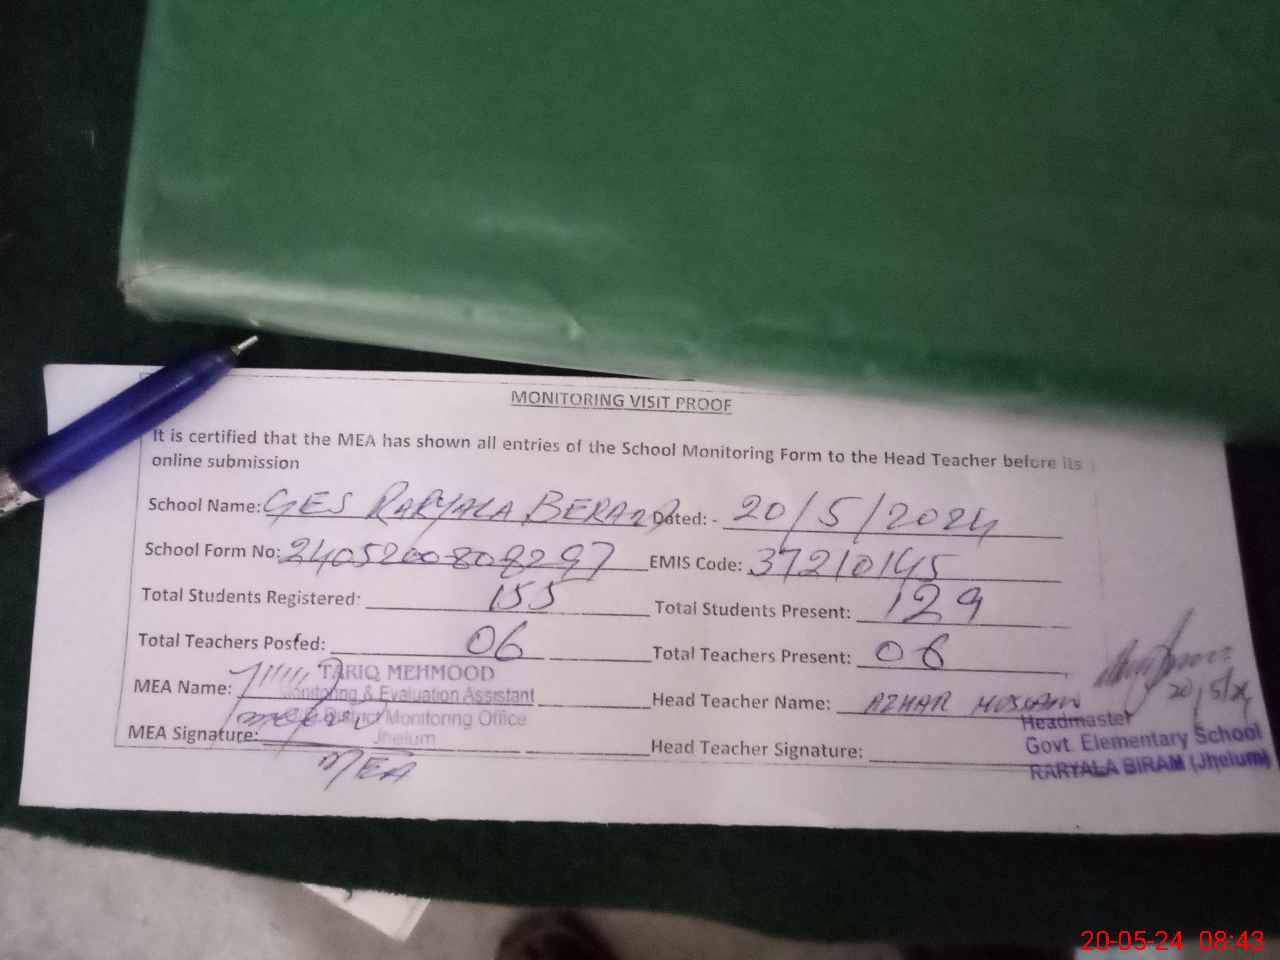 MONITORING VISIT PROOF
It is certified that the MEA has shown all entries of the School Monitoring Form to the Head Teacher before its
online submission
School Name: GES RARYALA Dated: - 20/5/2024
School Form No: EMIS Code: 37210145
Total Students Registered: 155 Total Students Present: 129
Total Teachers Posted: 06 Total Teachers Present: 06
TARIQ MEHMOOD
Monitoring & Evaluation Assistant
District Monitoring Office
Jhelum
MEA Name: Head Teacher Name: AZHAR HUSSAIN
MEA Signature: Head Teacher Signature:
MEA
20/5/24
Headmaster
Govt. Elementary School
RARYALA BIRAM (Jhelum)
20-05-24 08:43